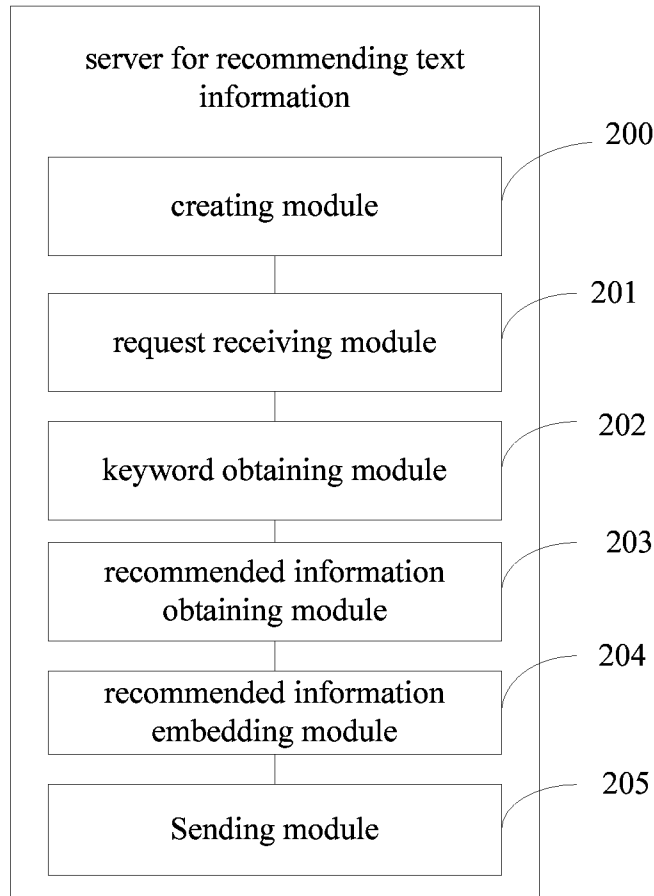 server for recommending text
information
200
creating module
201
request receiving module
202
keyword obtaining module
203
recommended information
obtaining module
204
recommended information
embedding module
205
Sending module